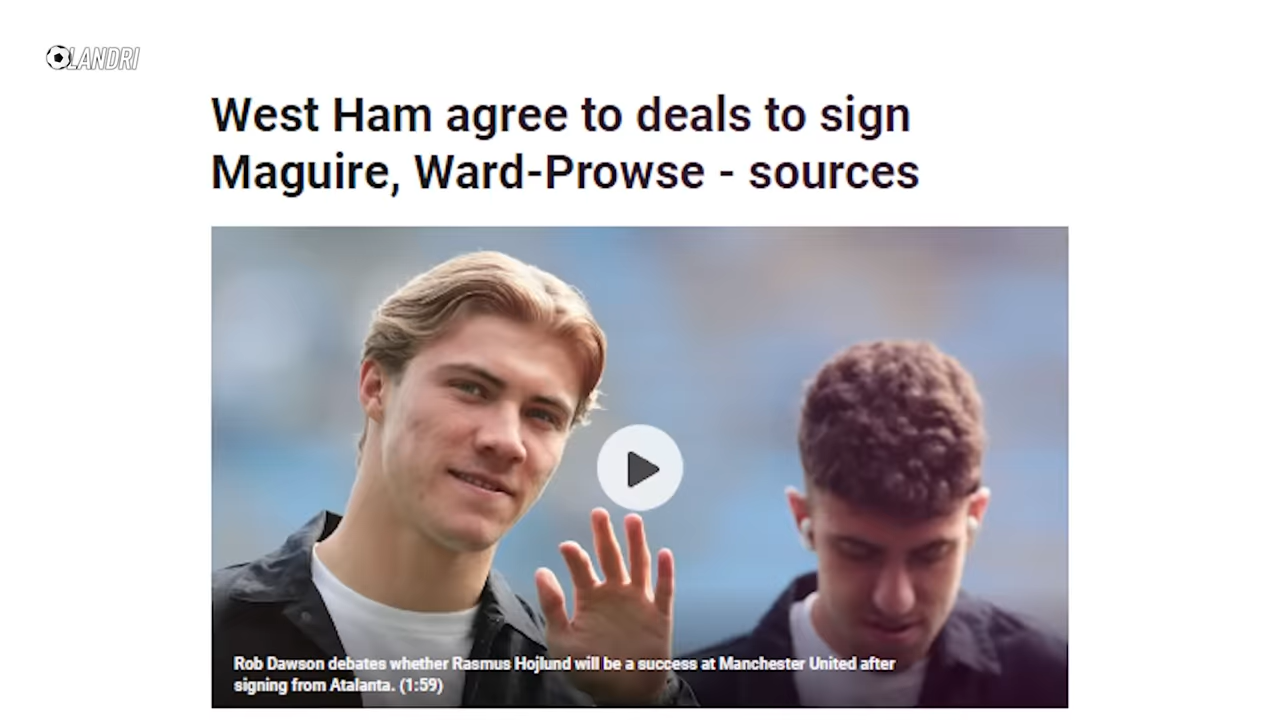 LANDRI
West Ham agree to deals to sign
Maguire, Ward-Prowse - sources
Rob Dawson debates whether Rasmus Hojlund will be a success at Manchester United after
signing from Atalanta. (1:59)